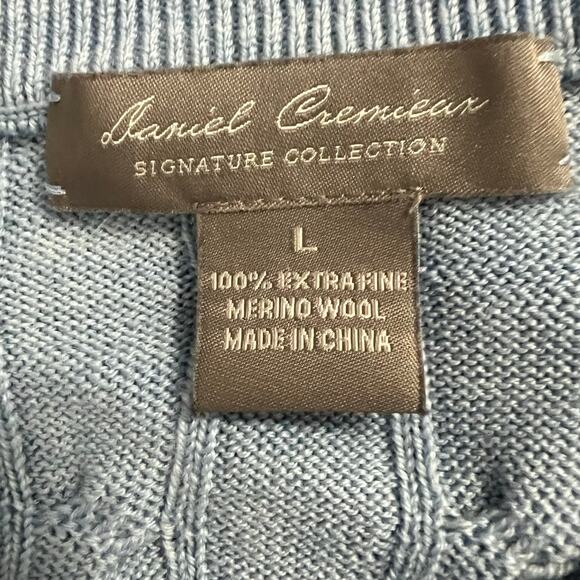 Daniel Cremieux
SIGNATURE COLLECTION
L
100% EXTRA FINE
MERINO WOOL
MADE IN CHINA